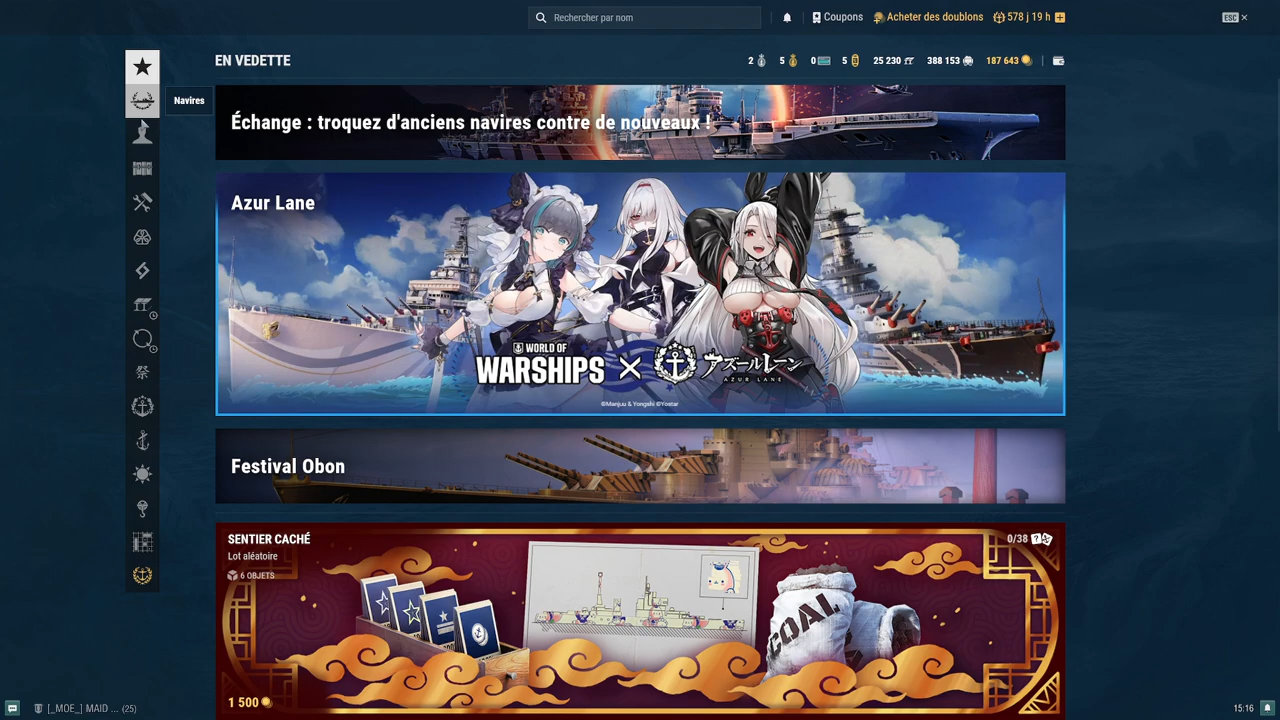 Rechercher par nom
Coupons
Acheter des doublons
578 j 19 h
ESC
EN VEDETTE
2
5
0
5
25 230
388 153
187 643
Navires
Échange : troquez d'anciens navires contre de nouveaux !
Azur Lane
WORLD OF
WARSHIPS
アズールレーン
AZUR LANE
©Manjuu & Yongshi ©Yostar
Festival Obon
SENTIER CACHÉ
0/38
Lot aléatoire
6 OBJETS
COAL
1 500
[_MOE_] MAID ... (25)
15:16